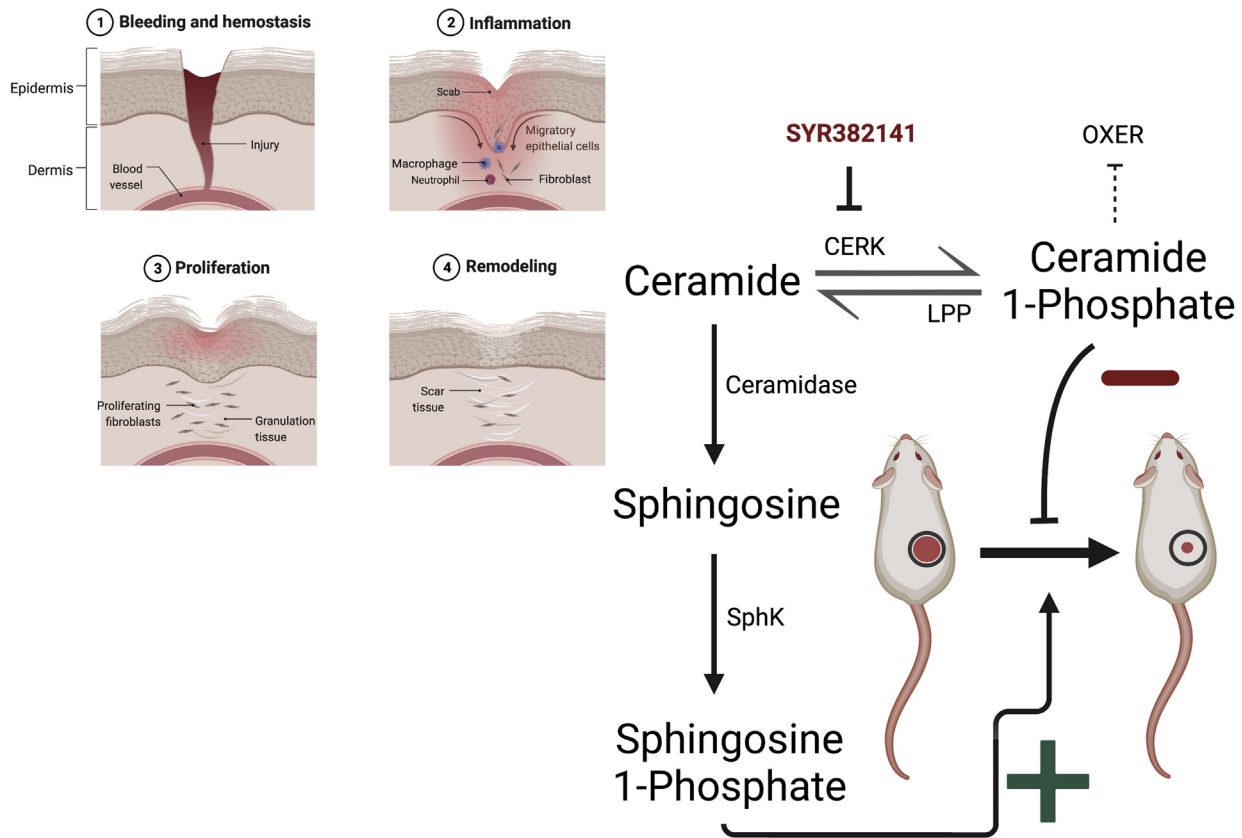 1 Bleeding and hemostasis
Epidermis
Dermis
Injury
Blood
vessel
2 Inflammation
Scab
Migratory
epithelial cells
Macrophage
Neutrophil
Fibroblast
3 Proliferation
Proliferating
fibroblasts
Granulation
tissue
4 Remodeling
Scar
tissue
SYR382141
OXER
CERK
Ceramide
LPP
Ceramide
1-Phosphate
Ceramidase
Sphingosine
SphK
Sphingosine
1-Phosphate